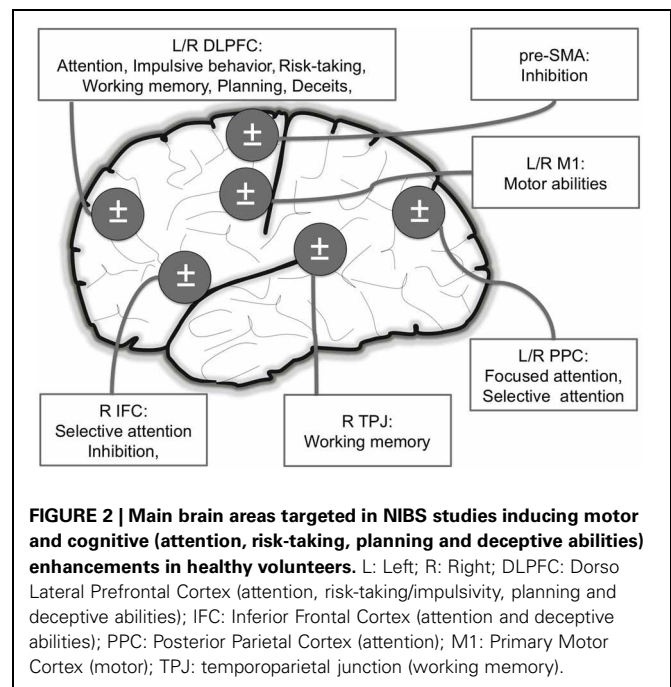 L/R DLPFC:
Attention, Impulsive behavior, Risk-taking,
Working memory, Planning, Deceits,
pre-SMA:
Inhibition
L/R M1:
Motor abilities
±
±
±
±
±
±
L/R PPC:
Focused attention,
Selective attention
R IFC:
Selective attention
Inhibition,
R TPJ:
Working memory
FIGURE 2 | Main brain areas targeted in NIBS studies inducing motor
and cognitive (attention, risk-taking, planning and deceptive abilities)
enhancements in healthy volunteers. L: Left; R: Right; DLPFC: Dorso
Lateral Prefrontal Cortex (attention, risk-taking/impulsivity, planning and
deceptive abilities); IFC: Inferior Frontal Cortex (attention and deceptive
abilities); PPC: Posterior Parietal Cortex (attention); M1: Primary Motor
Cortex (motor); TPJ: temporoparietal junction (working memory).